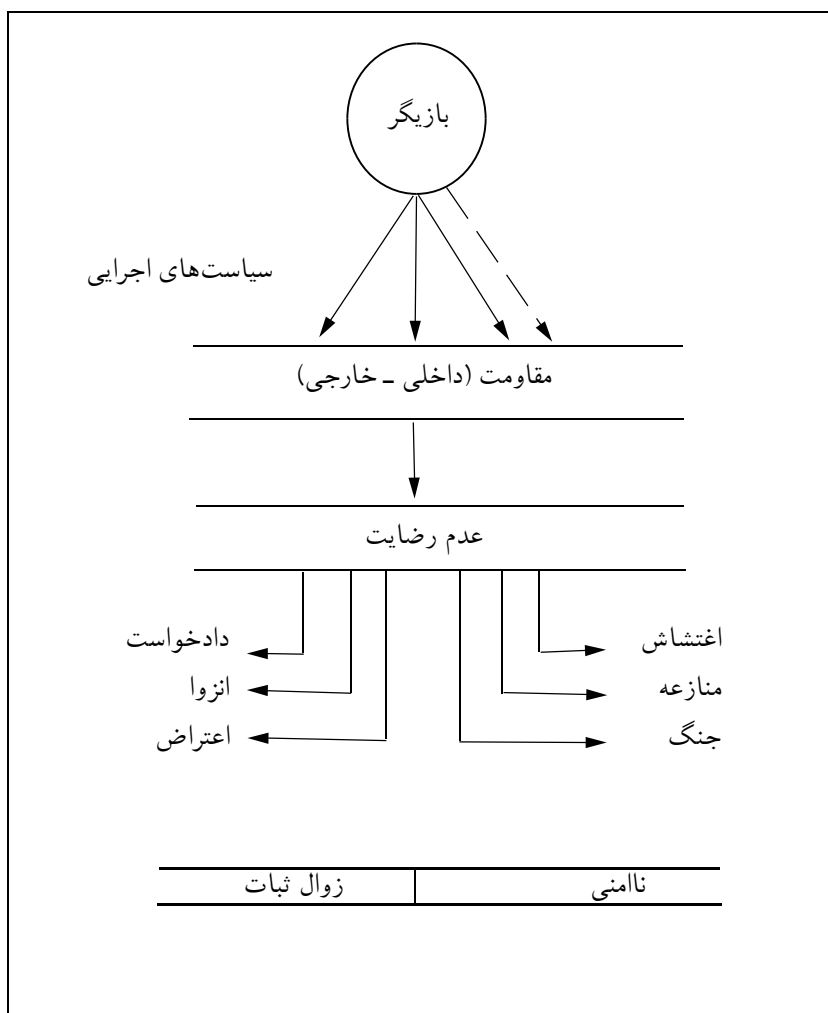 بازیگر
سیاست‌های اجرایی
مقاومت (داخلی ـ خارجی)
عدم رضایت
اغتشاش
دادخواست
منازعه
انزوا
جنگ
اعتراض
ناامنی
زوال ثبات